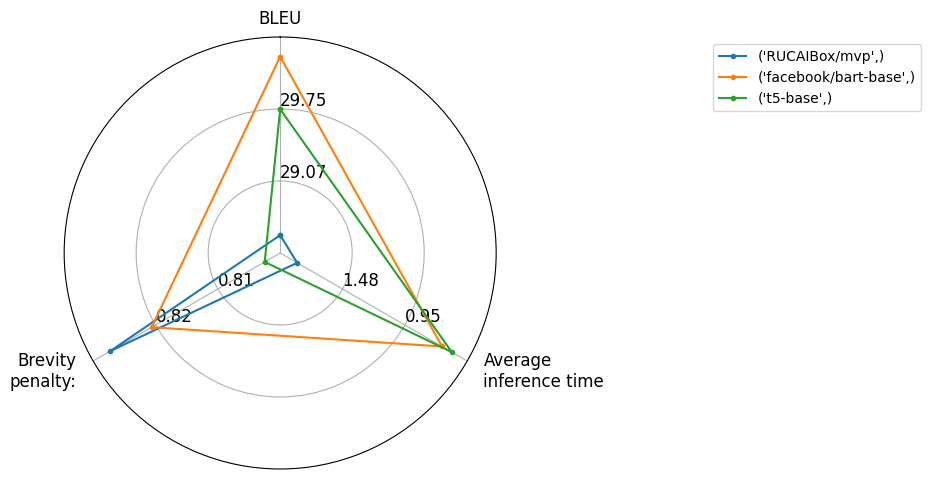 BLEU
('RUCAIBox/mvp',)
('facebook/bart-base',)
('t5-base',)
29.75
29.07
0.81
1.48
0.82
0.95
Brevity
penalty:
Average
inference time